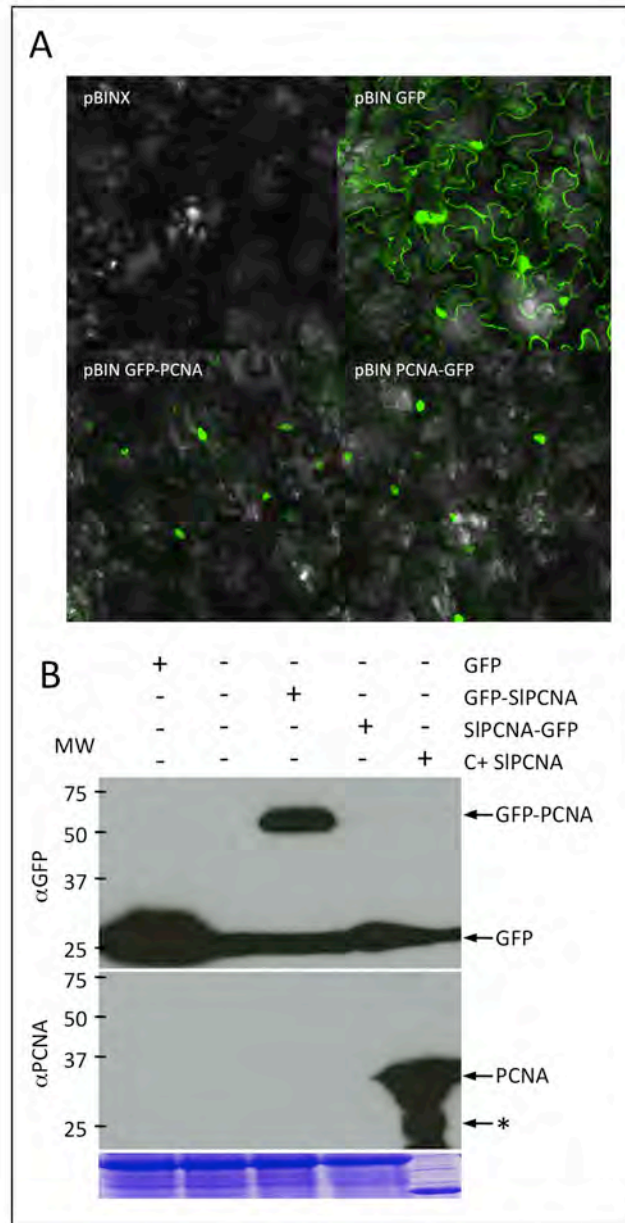 A
pBINX pBIN GFP
pBIN GFP-PCNA pBIN PCNA-GFP
B
+ - - - - GFP
- - + - - GFP-SlPCNA
- - - + - SlPCNA-GFP
MW - - - - + C+ SlPCNA
75
50
37
25
αGFP
GFP-PCNA
GFP
75
50
37
25
αPCNA
PCNA
*